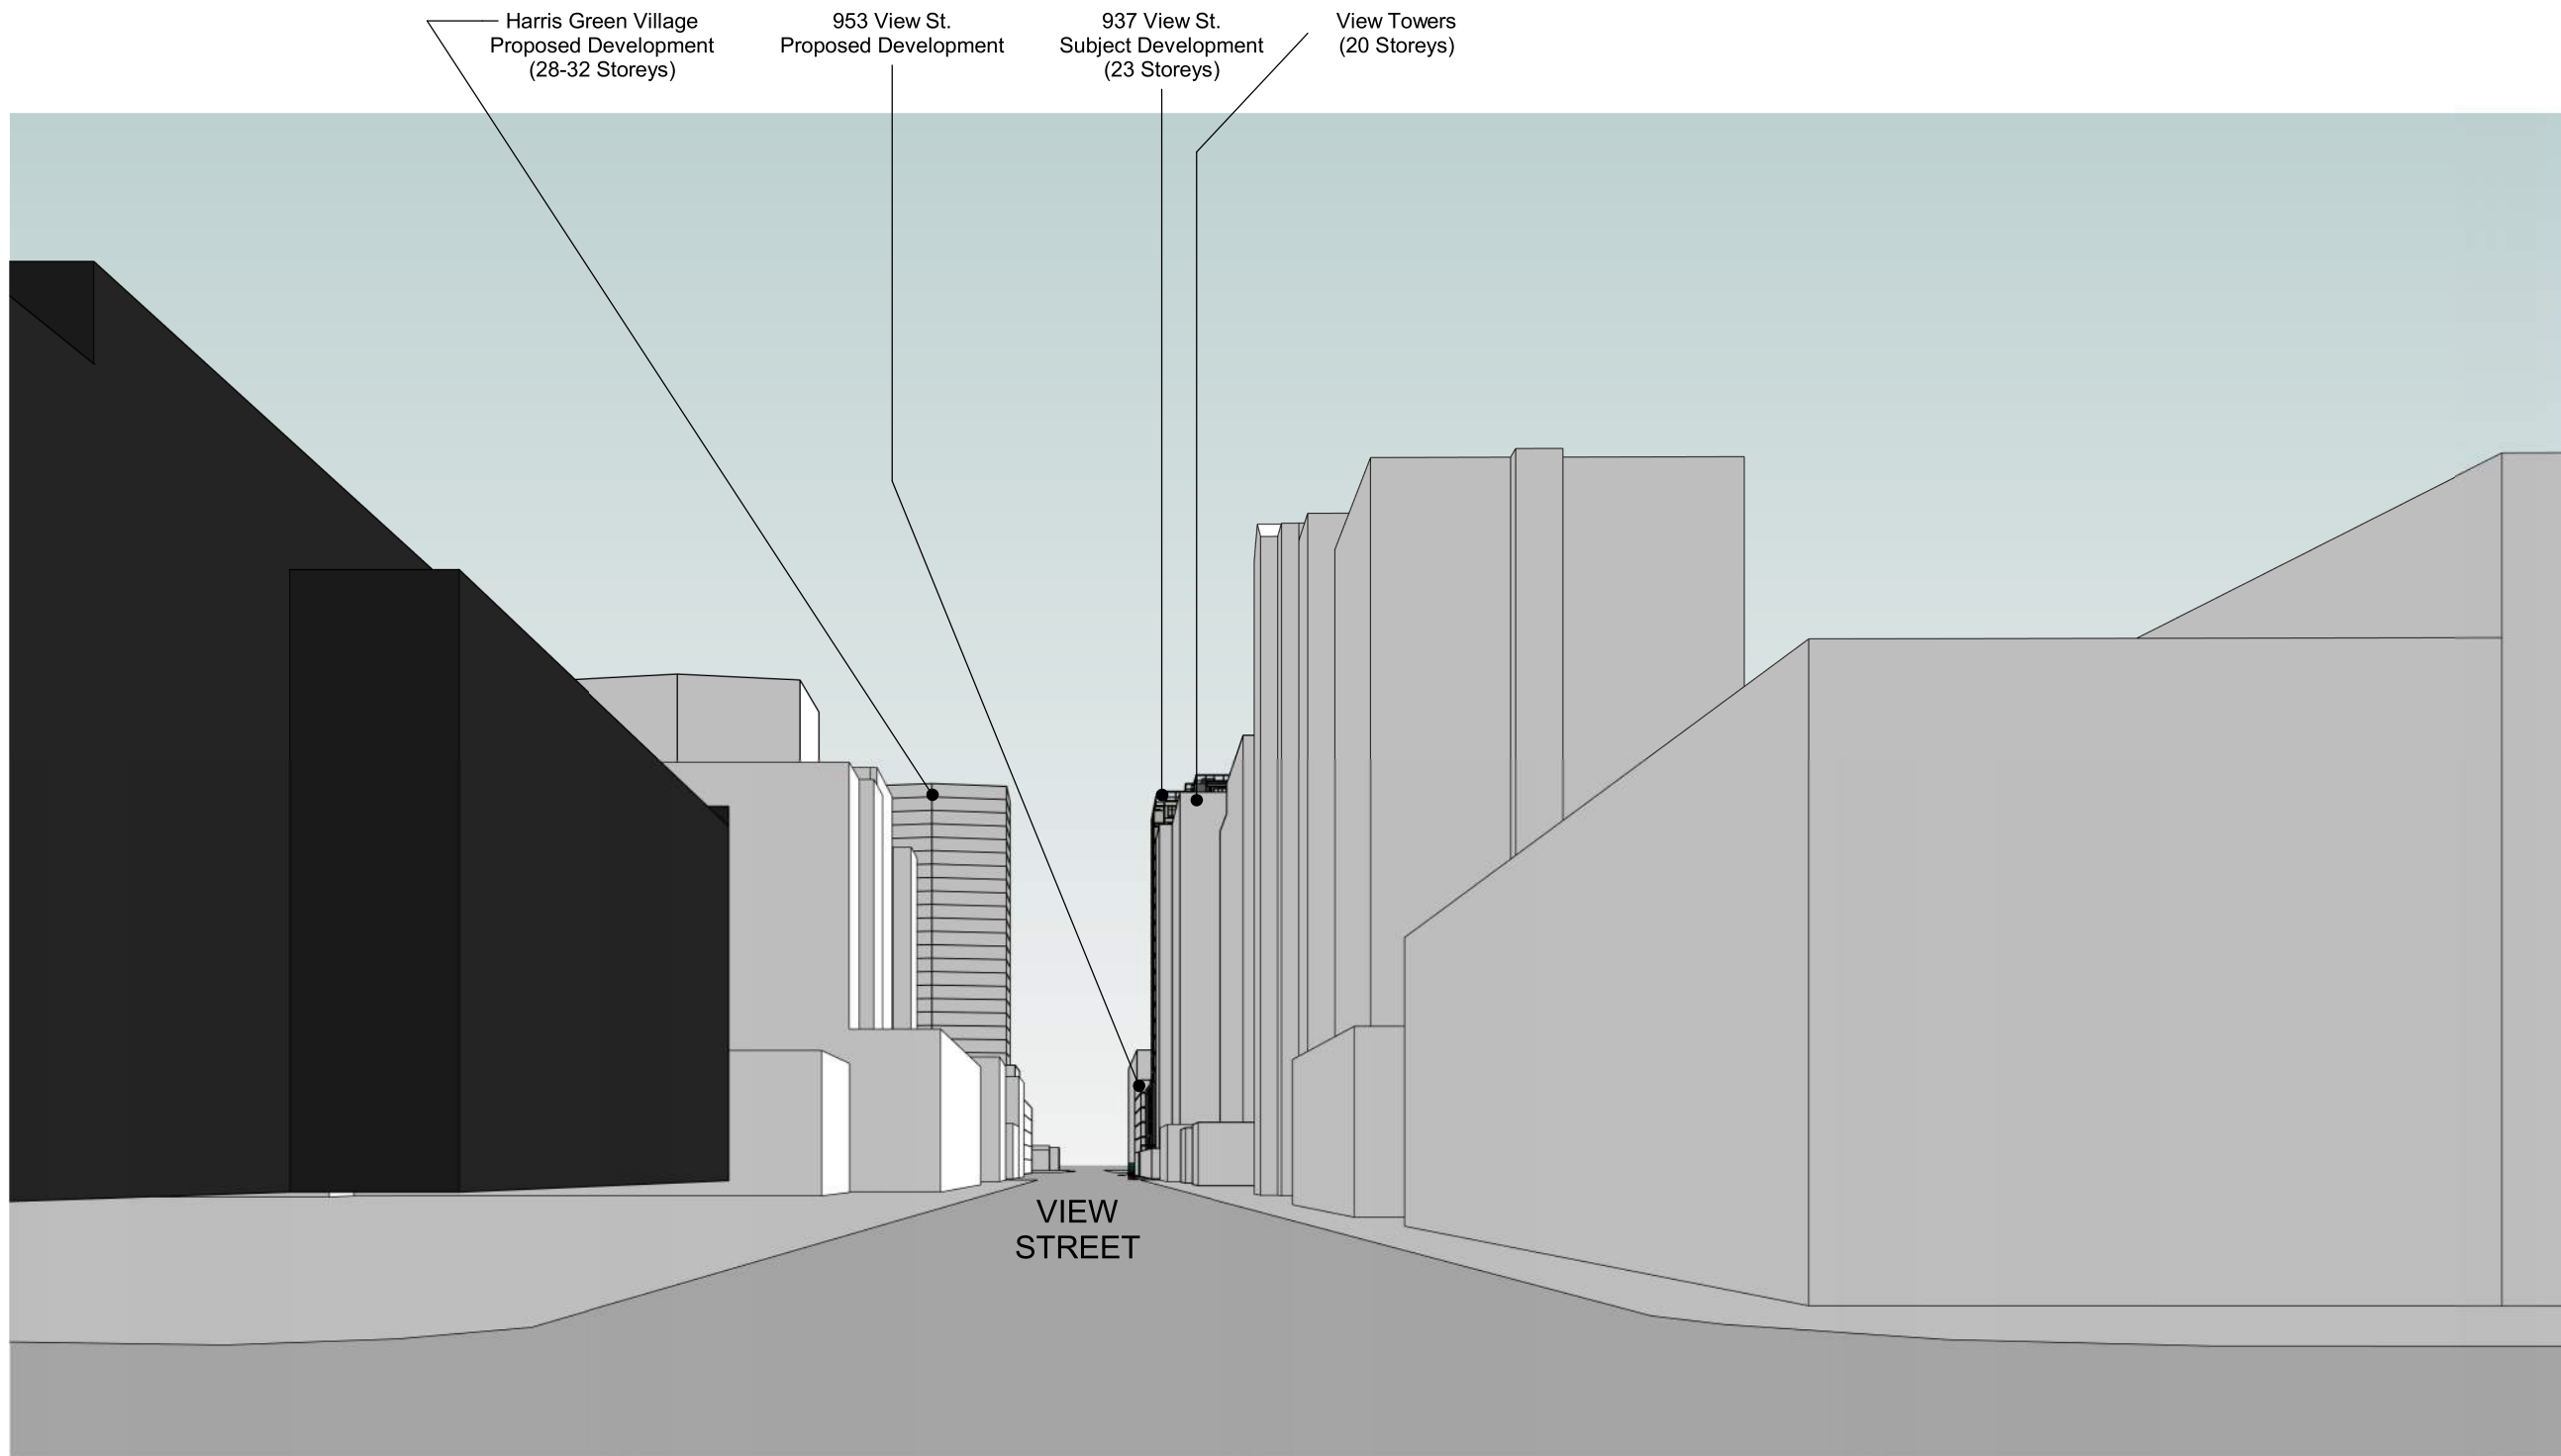 Harris Green Village
Proposed Development
(28-32 Storeys)
953 View St.
Proposed Development
937 View St.
Subject Development
(23 Storeys)
View Towers
(20 Storeys)
VIEW
STREET